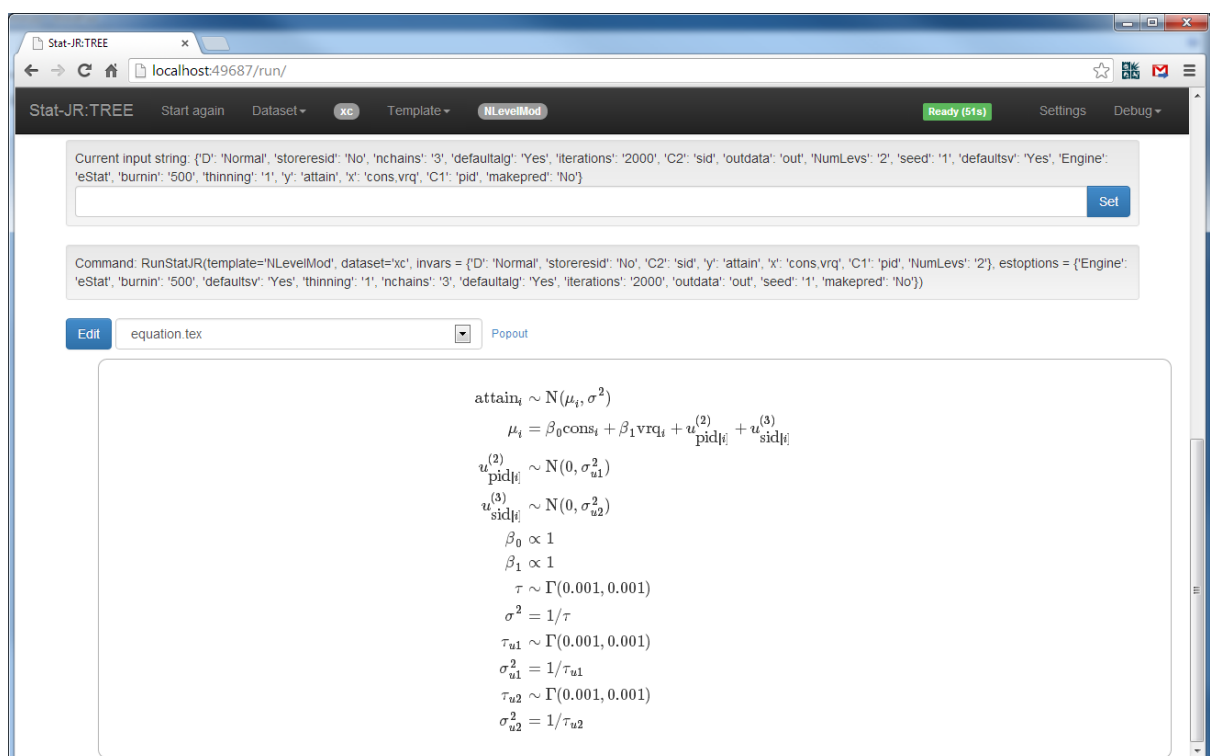 Stat-JR:TREE
localhost:49687/run/
Stat-JR:TREE Start again Dataset xc Template NLevelMod Ready (51s) Settings Debug
Current input string: {'D': 'Normal', 'storeresid': 'No', 'nchains': '3', 'defaultalg': 'Yes', 'iterations': '2000', 'C2': 'sid', 'outdata': 'out', 'NumLevs': '2', 'seed': '1', 'defaultsv': 'Yes', 'Engine':
'eStat', 'burnin': '500', 'thinning': '1', 'y': 'attain', 'x': 'cons,vrq', 'C1': 'pid', 'makepred': 'No'}
Set
Command: RunStatJR(template='NLevelMod', dataset='xc', invars = {'D': 'Normal', 'storeresid': 'No', 'C2': 'sid', 'y': 'attain', 'x': 'cons,vrq', 'C1': 'pid', 'NumLevs': '2'}, estoptions = {'Engine':
'eStat', 'burnin': '500', 'defaultsv': 'Yes', 'thinning': '1', 'nchains': '3', 'defaultalg': 'Yes', 'iterations': '2000', 'outdata': 'out', 'seed': '1', 'makepred': 'No'})
Edit equation.tex Popout
attain_i ∼ N(μ_i, σ^2)
μ_i = β_0cons_i + β_1vrq_i + u^(2)_pid[i] + u^(3)_sid[i]
u^(2)_pid[i] ∼ N(0, σ^2_u1)
u^(3)_sid[i] ∼ N(0, σ^2_u2)
β_0 ∝ 1
β_1 ∝ 1
τ ∼ Γ(0.001, 0.001)
σ^2 = 1/τ
τ_u1 ∼ Γ(0.001, 0.001)
σ^2_u1 = 1/τ_u1
τ_u2 ∼ Γ(0.001, 0.001)
σ^2_u2 = 1/τ_u2